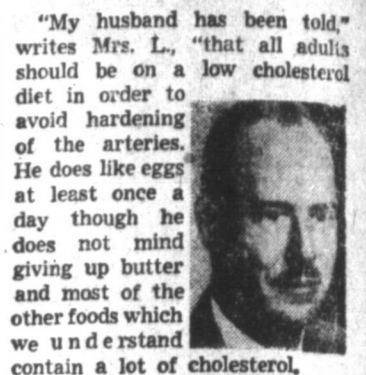 "My husband has been told,"
writes Mrs. L., "that all adults
should be on a low cholesterol
diet in order to
avoid hardening
of the arteries.
He does like eggs
at least once a
day though he
does not mind
giving up butter
and most of the
other foods which
we understand
contain a lot of cholesterol.